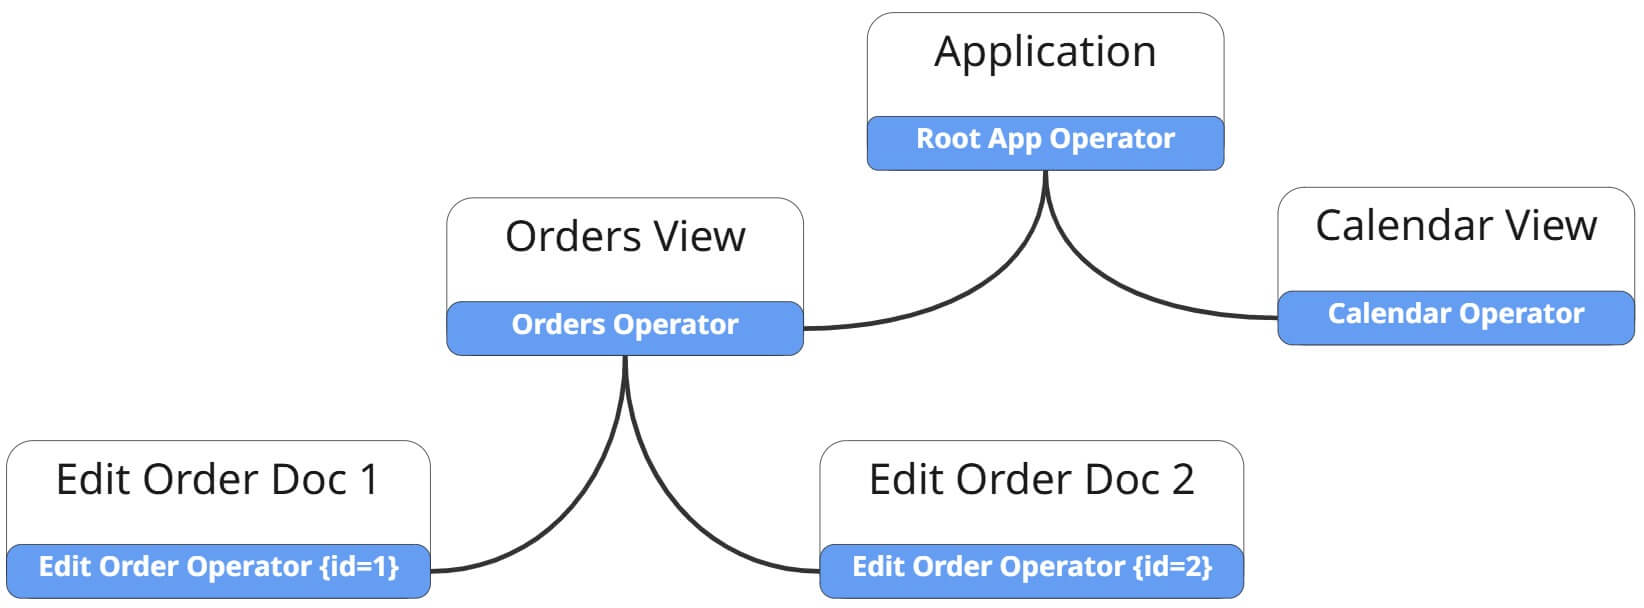 Application
Root App Operator
Orders View
Orders Operator
Calendar View
Calendar Operator
Edit Order Doc 1
Edit Order Operator {id=1}
Edit Order Doc 2
Edit Order Operator {id=2}